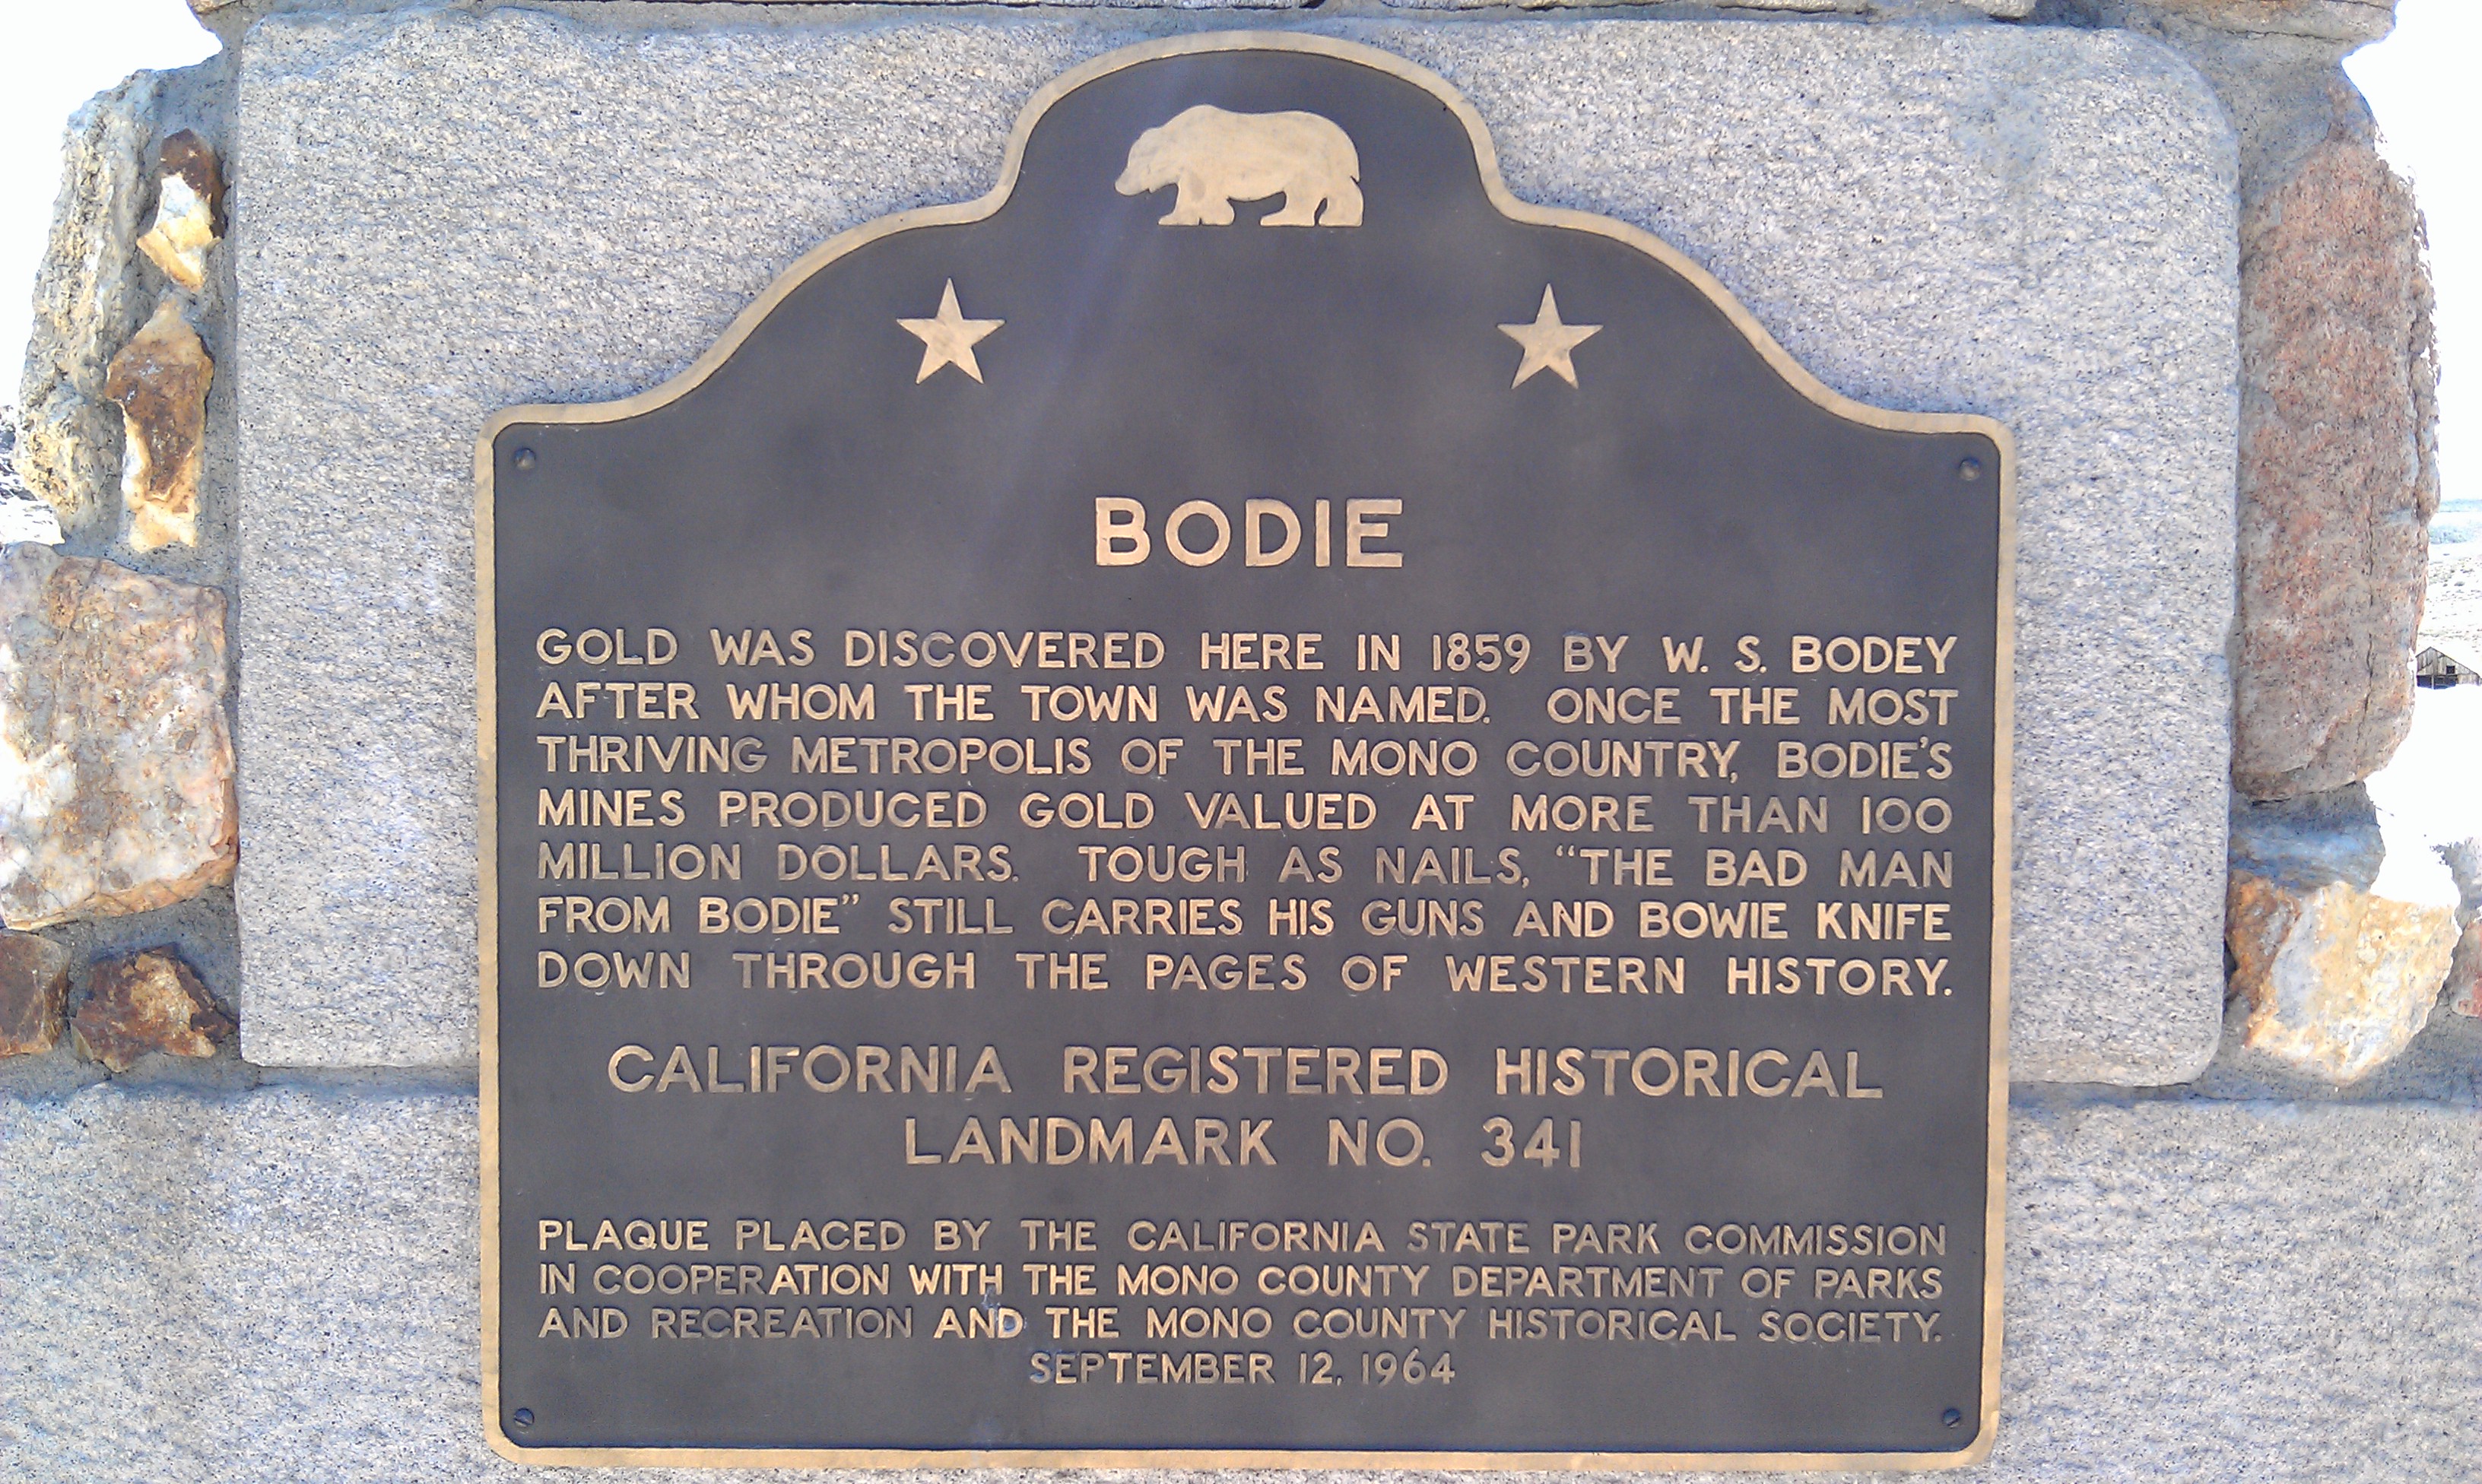 BODIE
GOLD WAS DISCOVERED HERE IN 1859 BY W. S. BODEY
AFTER WHOM THE TOWN WAS NAMED. ONCE THE MOST
THRIVING METROPOLIS OF THE MONO COUNTRY, BODIE'S
MINES PRODUCED GOLD VALUED AT MORE THAN 100
MILLION DOLLARS. TOUGH AS NAILS, “THE BAD MAN
FROM BODIE” STILL CARRIES HIS GUNS AND BOWIE KNIFE
DOWN THROUGH THE PAGES OF WESTERN HISTORY.
CALIFORNIA REGISTERED HISTORICAL
LANDMARK NO. 341
PLAQUE PLACED BY THE CALIFORNIA STATE PARK COMMISSION
IN COOPERATION WITH THE MONO COUNTY DEPARTMENT OF PARKS
AND RECREATION AND THE MONO COUNTY HISTORICAL SOCIETY.
SEPTEMBER 12, 1964